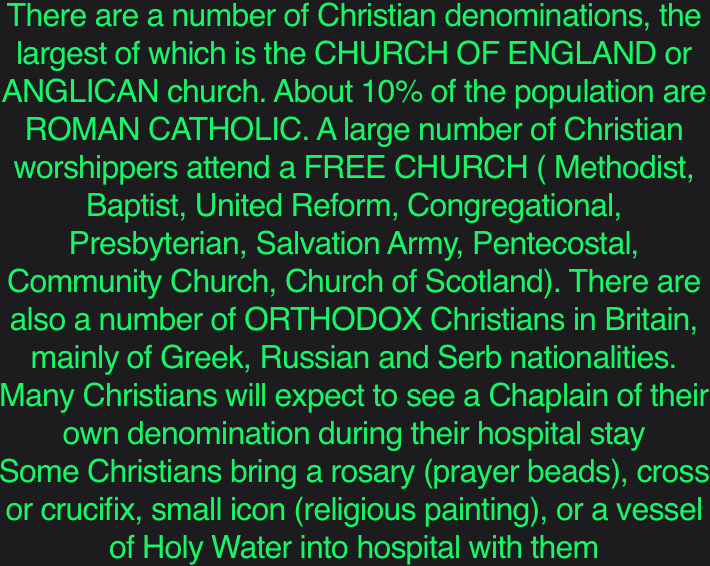 There are a number of Christian denominations, the
largest of which is the CHURCH OF ENGLAND or
ANGLICAN church. About 10% of the population are
ROMAN CATHOLIC. A large number of Christian
worshippers attend a FREE CHURCH ( Methodist,
Baptist, United Reform, Congregational,
Presbyterian, Salvation Army, Pentecostal,
Community Church, Church of Scotland). There are
also a number of ORTHODOX Christians in Britain,
mainly of Greek, Russian and Serb nationalities.
Many Christians will expect to see a Chaplain of their
own denomination during their hospital stay
Some Christians bring a rosary (prayer beads), cross
or crucifix, small icon (religious painting), or a vessel
of Holy Water into hospital with them